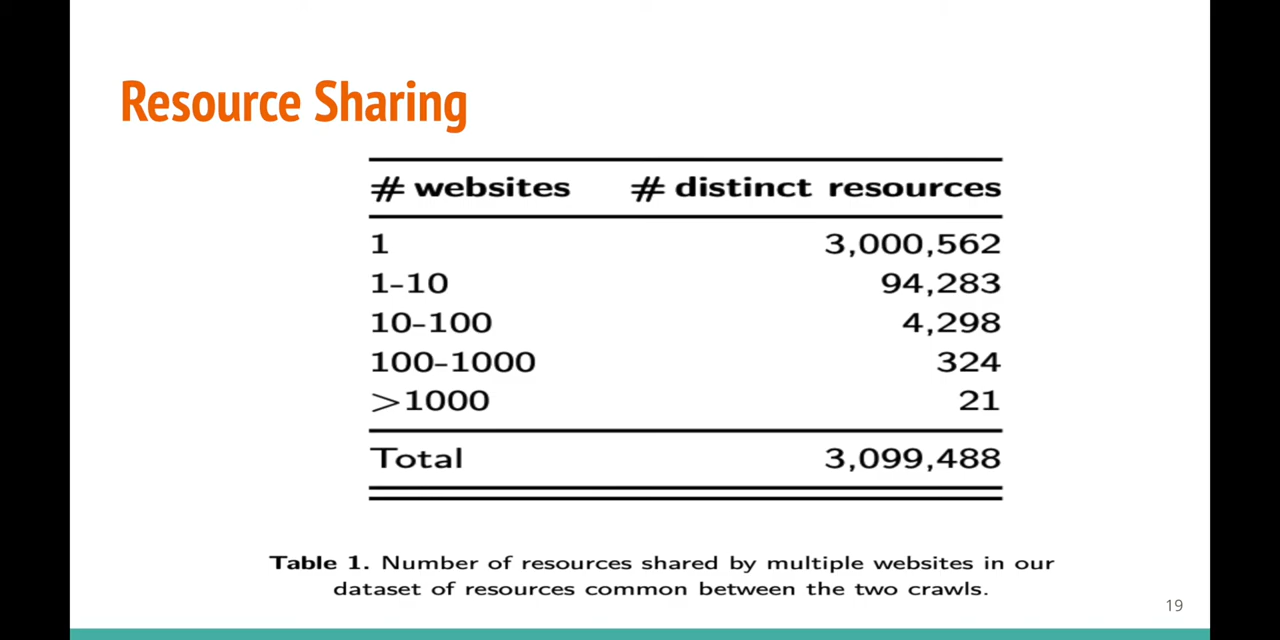 Resource Sharing
# websites # distinct resources
1 3,000,562
1–10 94,283
10–100 4,298
100–1000 324
>1000 21
Total 3,099,488
Table 1. Number of resources shared by multiple websites in our
dataset of resources common between the two crawls.
19